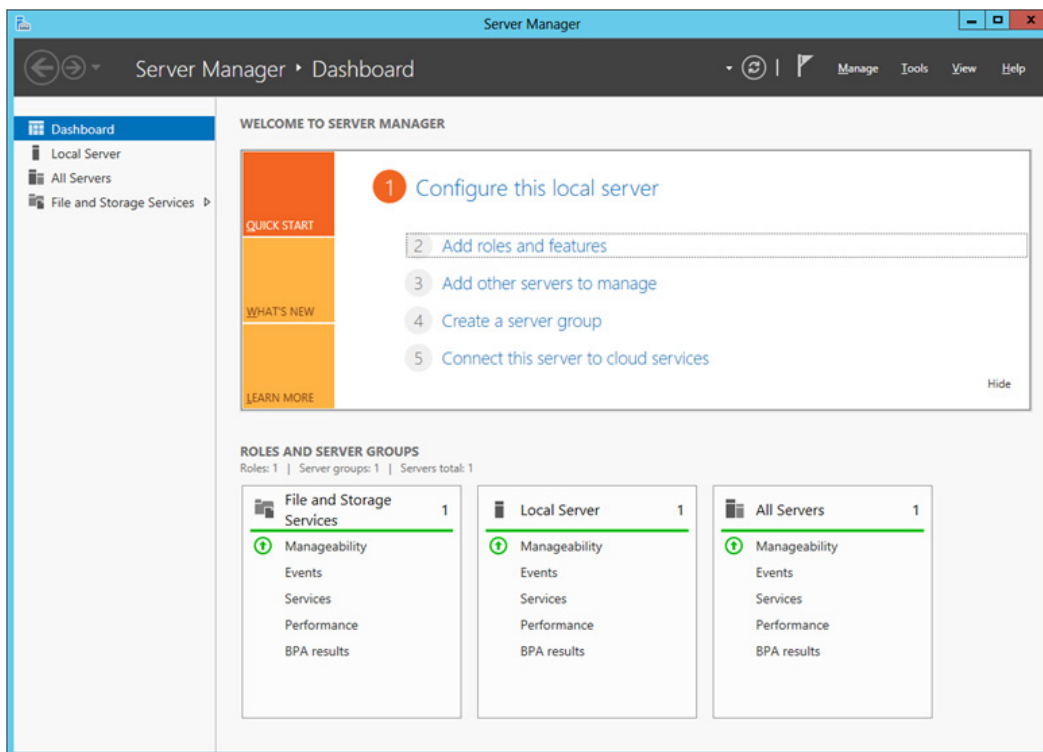 Server Manager
Server Manager • Dashboard
Manage Tools View Help
Dashboard
Local Server
All Servers
File and Storage Services
WELCOME TO SERVER MANAGER
QUICK START
WHAT'S NEW
LEARN MORE
1 Configure this local server
2 Add roles and features
3 Add other servers to manage
4 Create a server group
5 Connect this server to cloud services
Hide
ROLES AND SERVER GROUPS
Roles: 1 | Server groups: 1 | Servers total: 1
File and Storage
Services
1
Manageability
Events
Services
Performance
BPA results
Local Server 1
Manageability
Events
Services
Performance
BPA results
All Servers 1
Manageability
Events
Services
Performance
BPA results